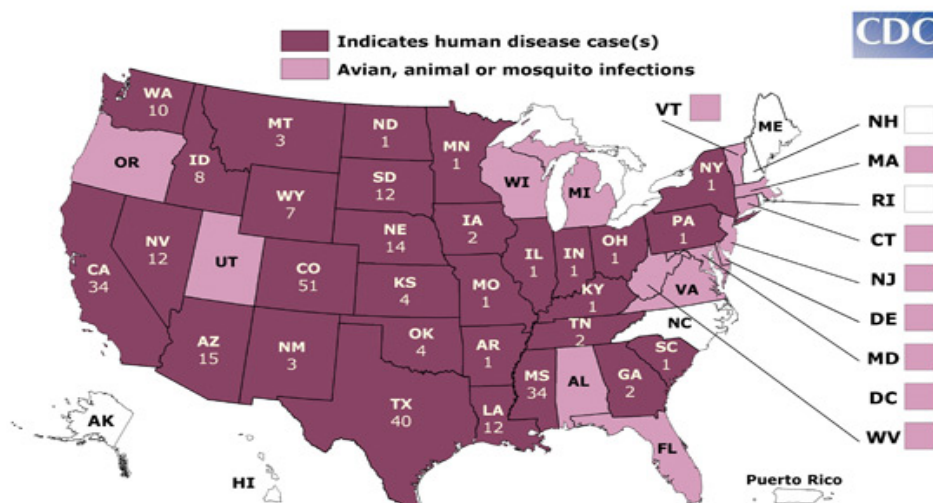 CDC
Indicates human disease case(s)
Avian, animal or mosquito infections
VT
WA
10
MT
3
ND
1
MN
1
ME
NH
OR
ID
8
SD
12
WI
MI
NY
1
MA
WY
7
RI
IA
2
NE
14
PA
1
CT
NV
12
UT
IL
1
IN
1
OH
1
CA
34
CO
51
NJ
KS
4
MO
1
KY
1
VA
DE
NC
TN
2
OK
4
AZ
15
NM
3
AR
1
SC
1
MD
MS
34
AL
GA
2
DC
TX
40
LA
12
AK
WV
FL
HI
Puerto Rico